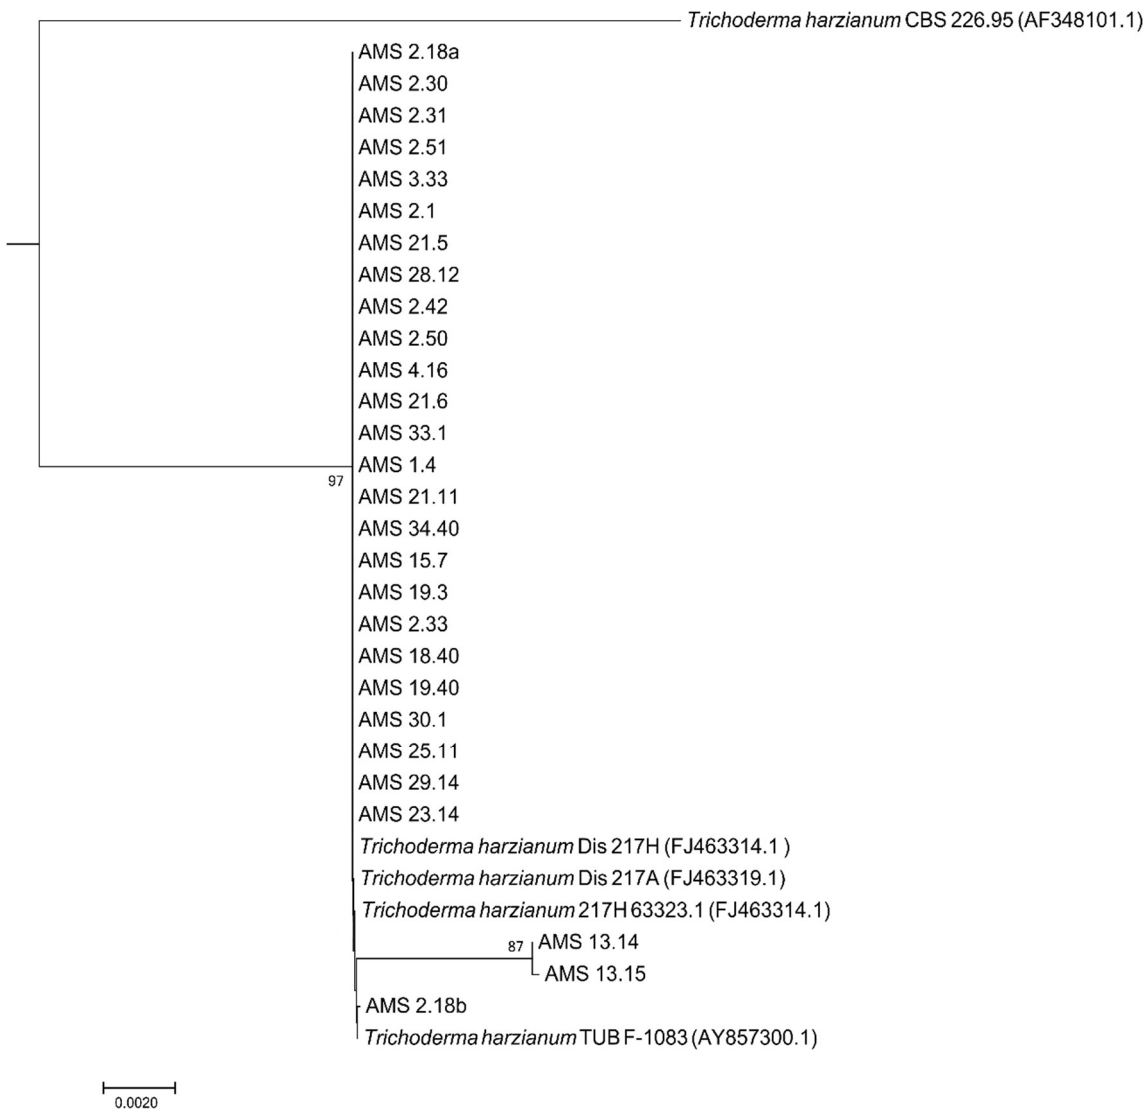 Trichoderma harzianum CBS 226.95 (AF348101.1)
AMS 2.18a
AMS 2.30
AMS 2.31
AMS 2.51
AMS 3.33
AMS 2.1
AMS 21.5
AMS 28.12
AMS 2.42
AMS 2.50
AMS 4.16
AMS 21.6
AMS 33.1
AMS 1.4
97
AMS 21.11
AMS 34.40
AMS 15.7
AMS 19.3
AMS 2.33
AMS 18.40
AMS 19.40
AMS 30.1
AMS 25.11
AMS 29.14
AMS 23.14
Trichoderma harzianum Dis 217H (FJ463314.1 )
Trichoderma harzianum Dis 217A (FJ463319.1)
Trichoderma harzianum 217H 63323.1 (FJ463314.1)
87 AMS 13.14
AMS 13.15
AMS 2.18b
Trichoderma harzianum TUB F-1083 (AY857300.1)
0.0020